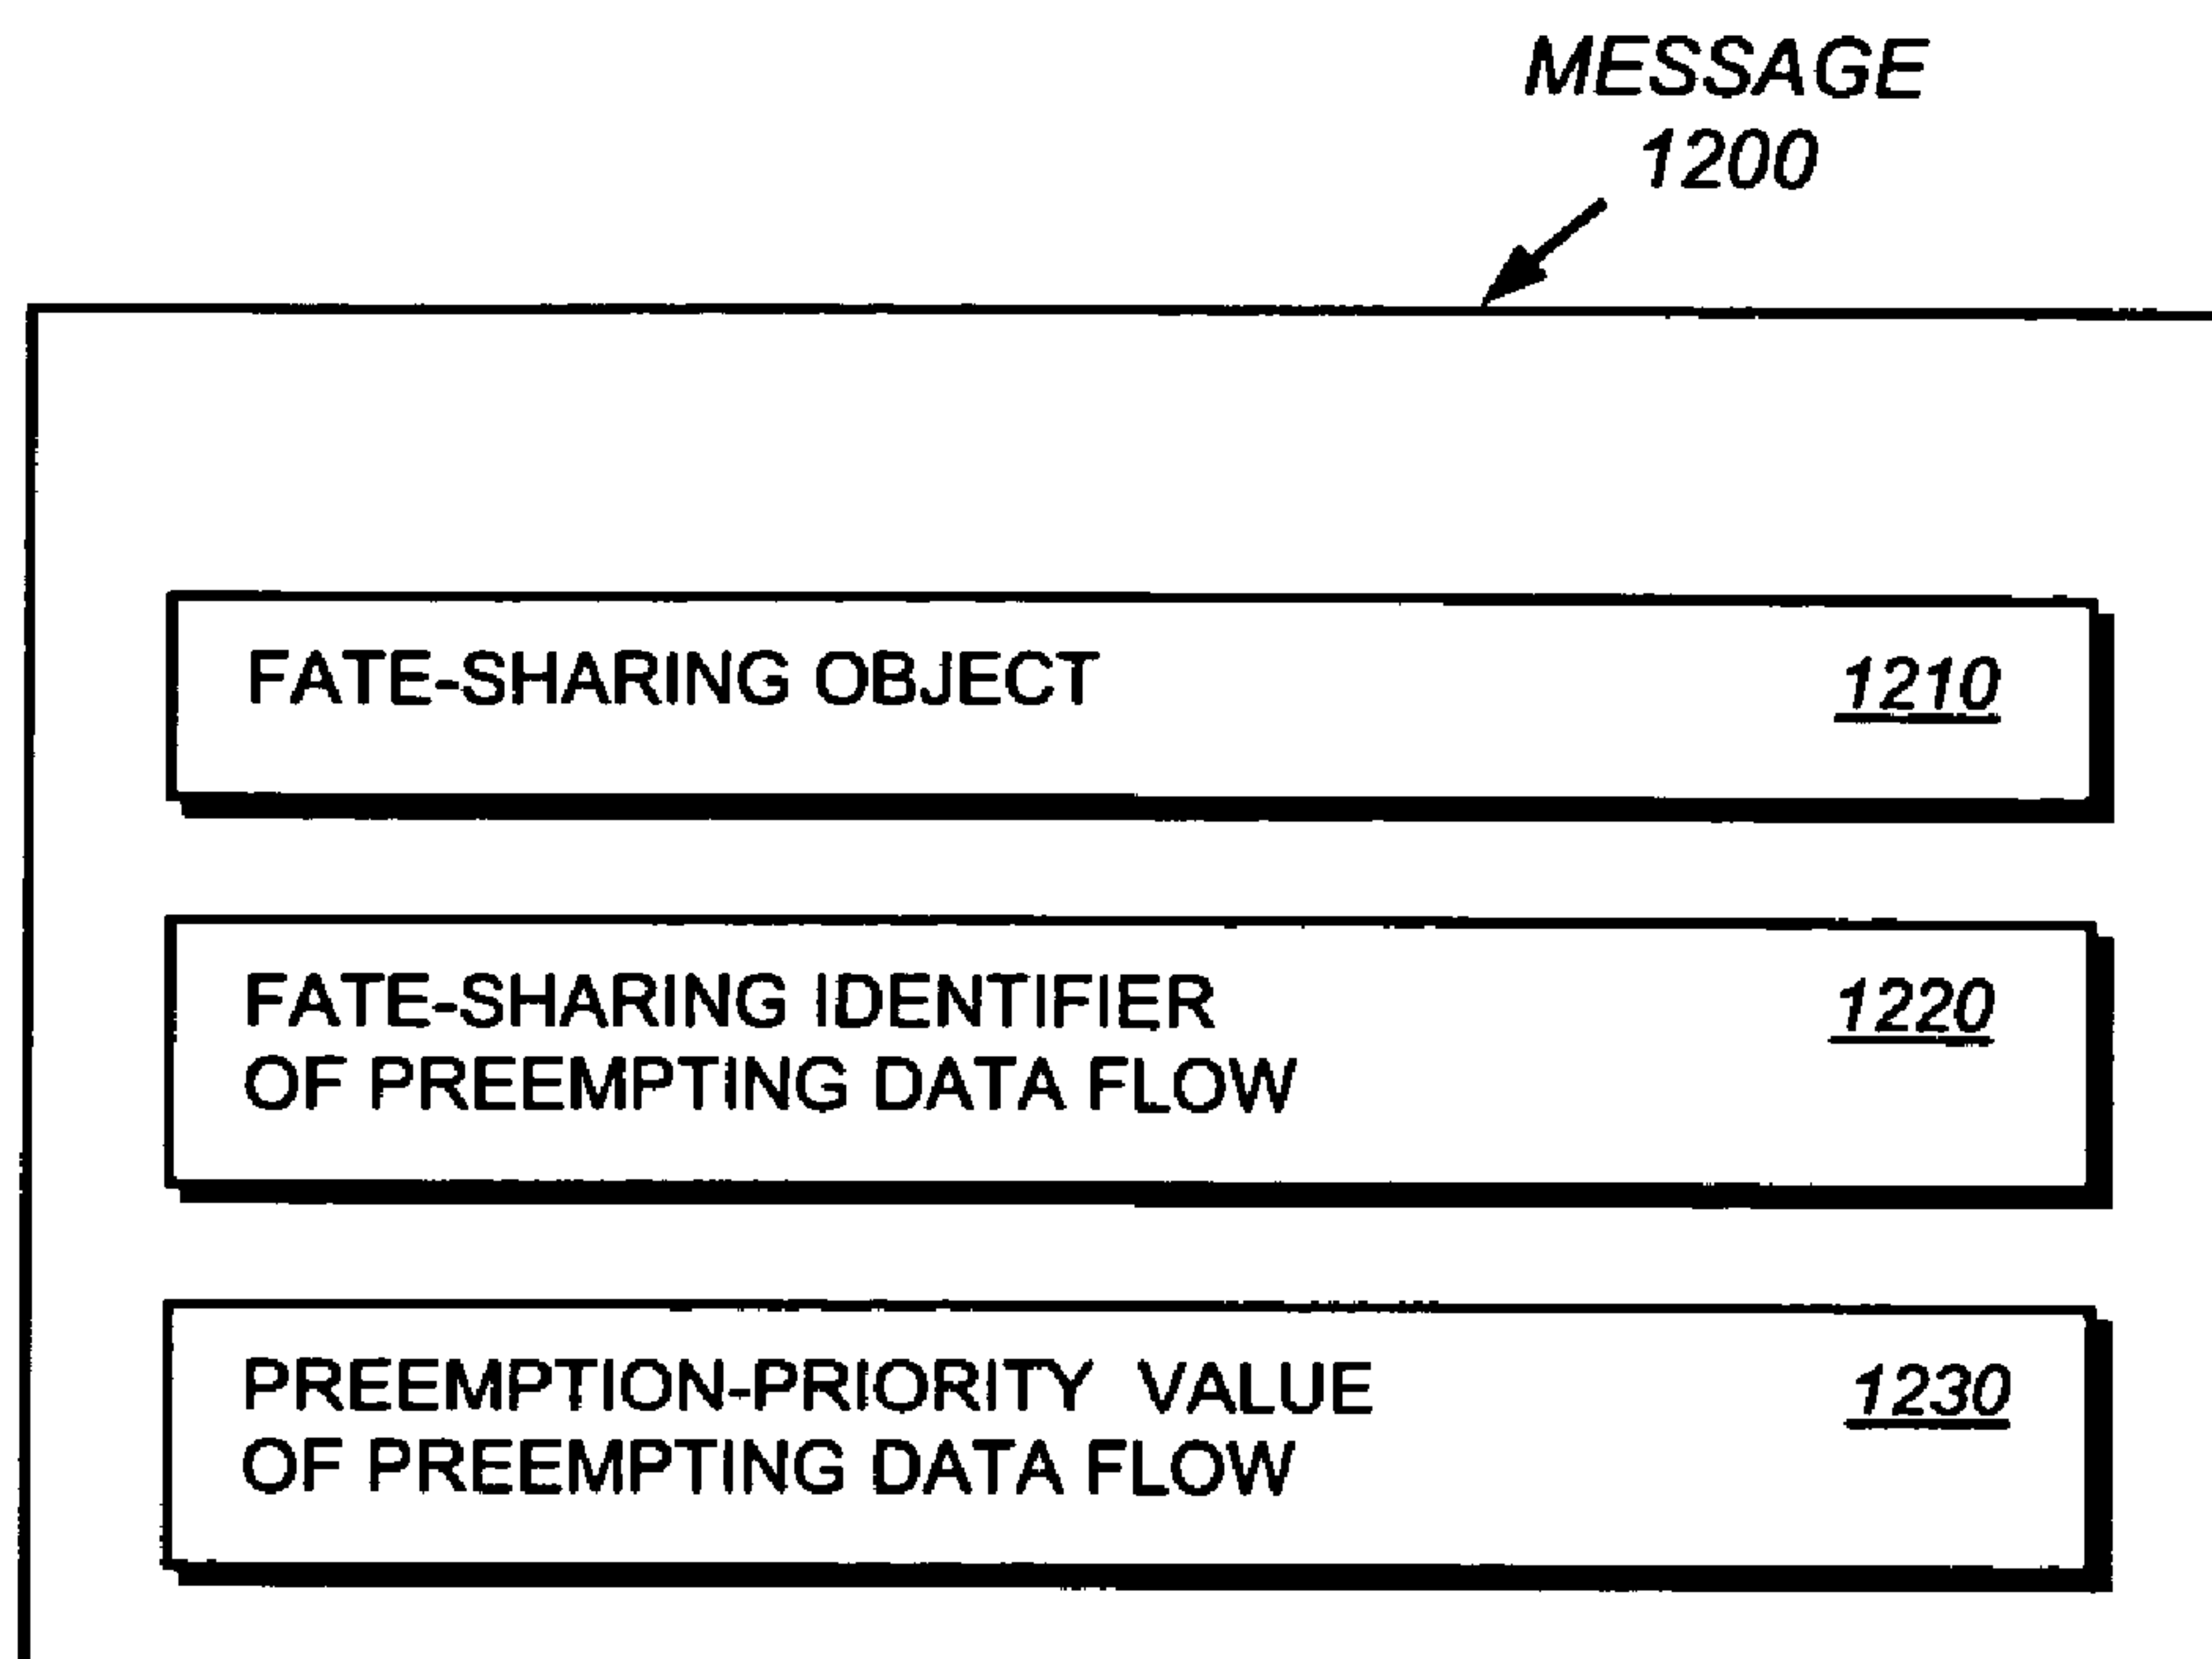 MESSAGE
1200
FATE-SHARING OBJECT 1210
FATE-SHARING IDENTIFIER 1220
OF PREEMPTING DATA FLOW
PREEMPTION-PRIORITY VALUE 1230
OF PREEMPTING DATA FLOW